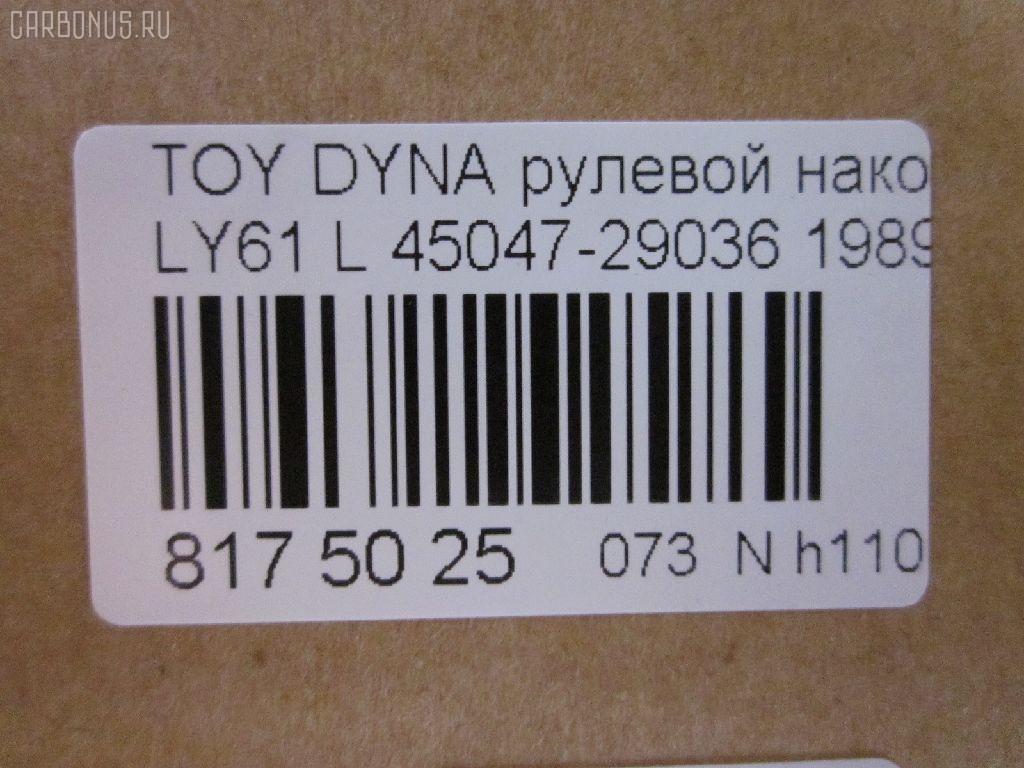 CARBONUS.RU
TOY DYNA рулевой нако
LY61 L 45047-29036 1989
817 50 25 073 N h110